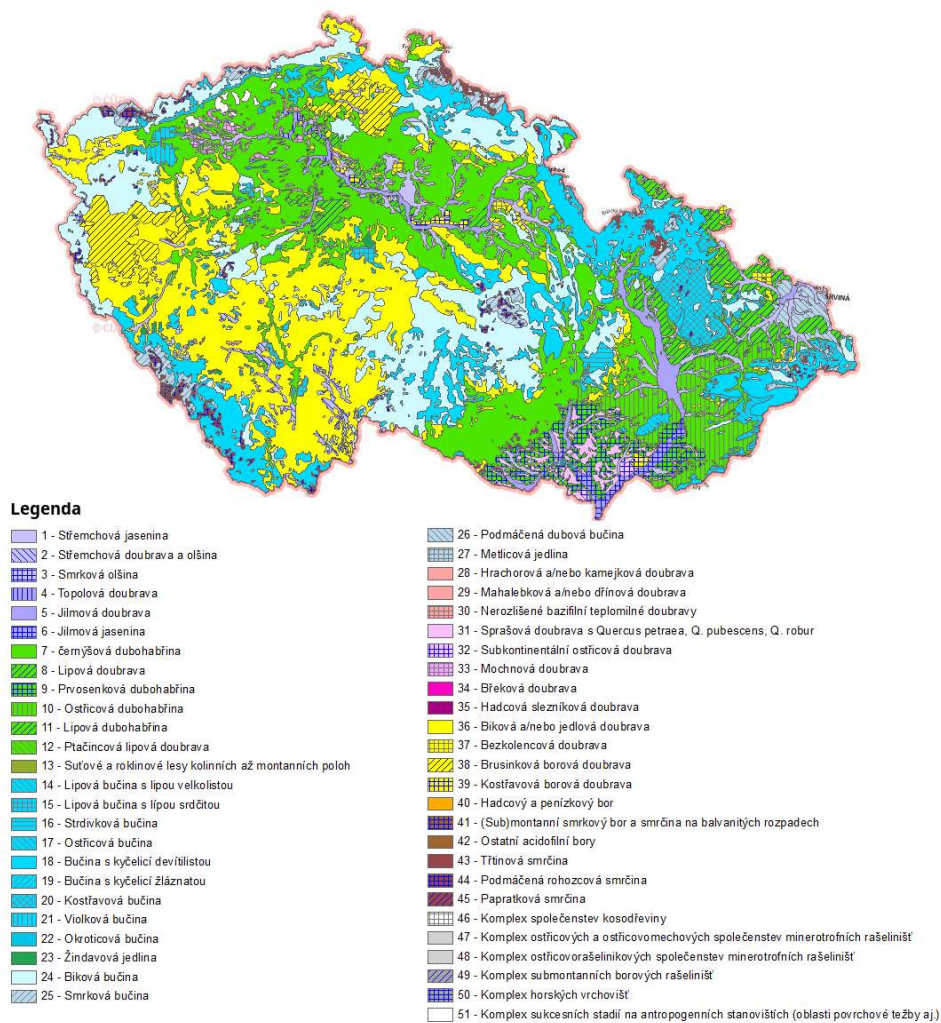 RVINÁ
Legenda
1 - Střemchová jasenina
2 - Střemchová doubrava a olšina
3 - Smrková olšina
4 - Topolová doubrava
5 - Jilmová doubrava
6 - Jilmová jasenina
7 - černýšová dubohabřina
8 - Lipová doubrava
9 - Prvosenková dubohabřina
10 - Ostřicová dubohabřina
11 - Lipová dubohabřina
12 - Ptačincová lipová doubrava
13 - Suťové a roklinové lesy kolinních až montanních poloh
14 - Lipová bučina s lipou velkolistou
15 - Lipová bučina s lípou srdčitou
16 - Strdivková bučina
17 - Ostřicová bučina
18 - Bučina s kyčelicí devítilistou
19 - Bučina s kyčelicí žláznatou
20 - Kostřavová bučina
21 - Violková bučina
22 - Okroticová bučina
23 - Žindavová jedlina
24 - Biková bučina
25 - Smrková bučina
26 - Podmáčená dubová bučina
27 - Metlicová jedlina
28 - Hrachorová a/nebo kamejková doubrava
29 - Mahalebková a/nebo dřínová doubrava
30 - Nerozlišené bazifilní teplomilné doubravy
31 - Sprašová doubrava s Quercus petraea, Q. pubescens, Q. robur
32 - Subkontinentální ostřicová doubrava
33 - Mochnová doubrava
34 - Břeková doubrava
35 - Hadcová slezníková doubrava
36 - Biková a/nebo jedlová doubrava
37 - Bezkolencová doubrava
38 - Brusinková borová doubrava
39 - Kostřavová borová doubrava
40 - Hadcový a penízkový bor
41 - (Sub)montanní smrkový bor a smrčina na balvanitých rozpadech
42 - Ostatní acidofilní bory
43 - Třtinová smrčina
44 - Podmáčená rohozcová smrčina
45 - Papratková smrčina
46 - Komplex společenstev kosodřeviny
47 - Komplex ostřicových a ostřicovomechových společenstev minerotrofních rašelinišť
48 - Komplex ostřicovorašelinikových společenstev minerotrofních rašelinišť
49 - Komplex submontanních borových rašelinišť
50 - Komplex horských vrchovišť
51 - Komplex sukcesních stadií na antropogenních stanovištích (oblasti povrchové težby aj.)